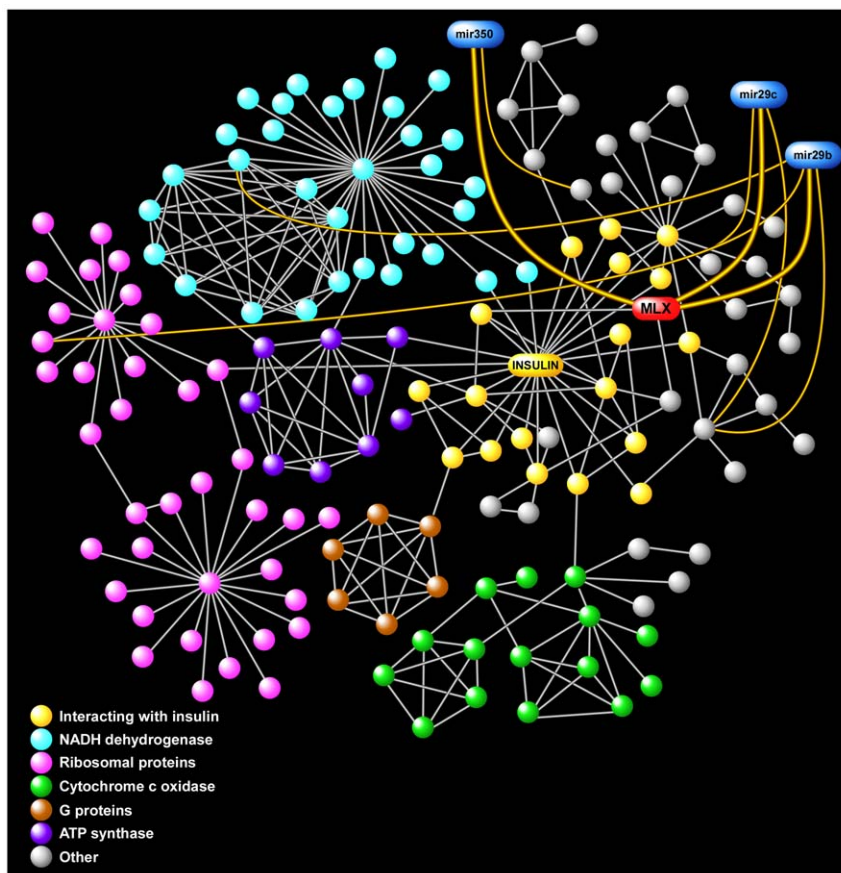 mir350
mir29c
mir29b
MLX
INSULIN
Interacting with insulin
NADH dehydrogenase
Ribosomal proteins
Cytochrome c oxidase
G proteins
ATP synthase
Other